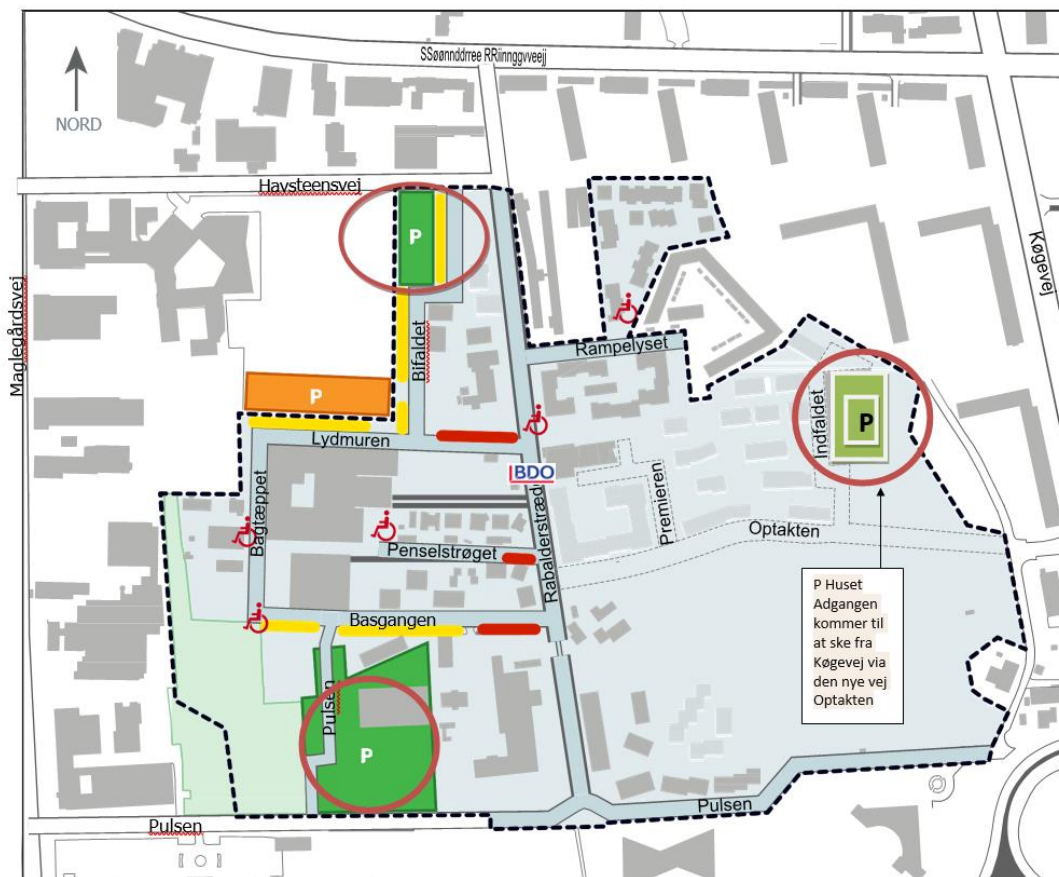 SSøønnddrree RRiinnggvveejj
NORD
Havsteensvej
Maglegårdsvej
Køgevej
P
Bifaldet
Rampelyset
P
Indfaldet
P
Lydmuren
BDO
Bagtæppet
Rabalderstræde
Premieren
Optakten
Penselstrøget
Basgangen
P Huset
Adgangen
kommer til
at ske fra
Køgevej via
den nye vej
Optakten
Pulsen
P
Pulsen
Pulsen